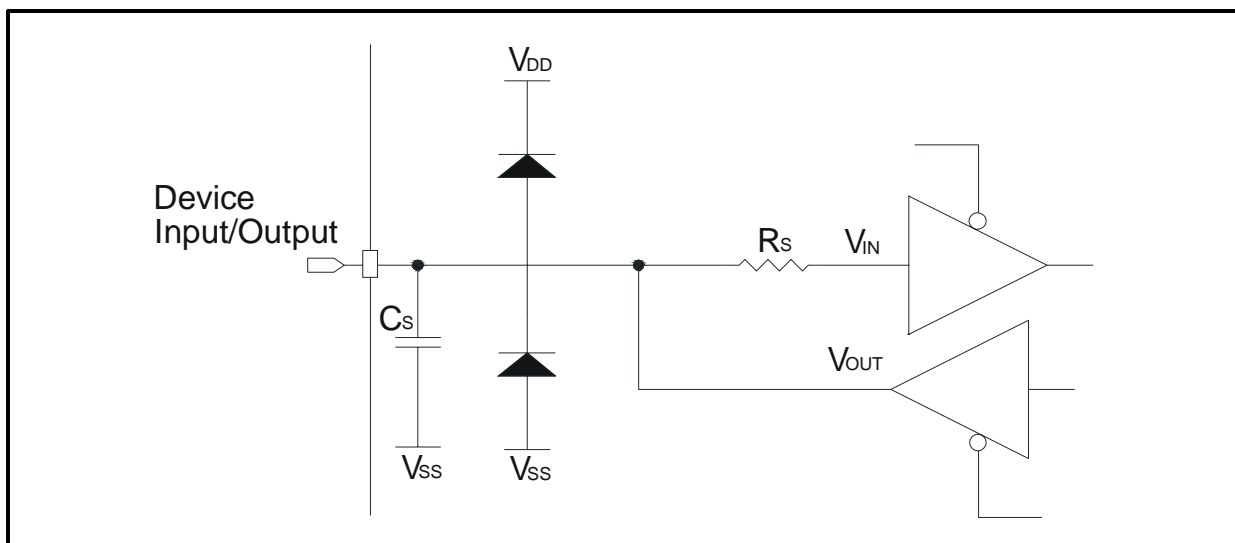 VDD
Device
Input/Output
RS
VIN
CS
VOUT
VSS
VSS